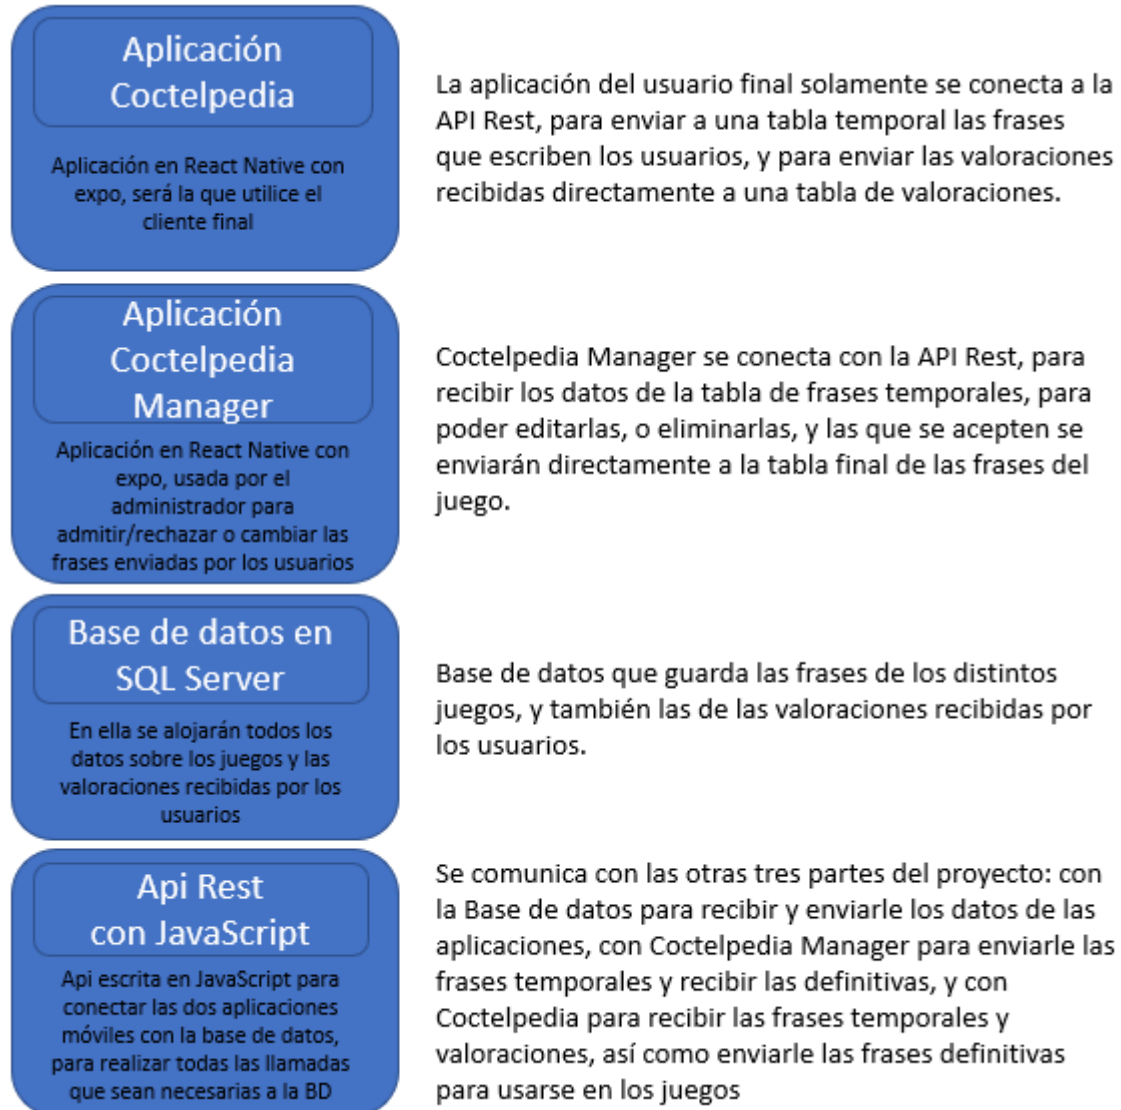 Aplicación
Coctelpedia
Aplicación en React Native con
expo, será la que utilice el
cliente final
La aplicación del usuario final solamente se conecta a la
API Rest, para enviar a una tabla temporal las frases
que escriben los usuarios, y para enviar las valoraciones
recibidas directamente a una tabla de valoraciones.
Aplicación
Coctelpedia
Manager
Aplicación en React Native con
expo, usada por el
administrador para
admitir/rechazar o cambiar las
frases enviadas por los usuarios
Coctelpedia Manager se conecta con la API Rest, para
recibir los datos de la tabla de frases temporales, para
poder editarlas, o eliminarlas, y las que se acepten se
enviarán directamente a la tabla final de las frases del
juego.
Base de datos en
SQL Server
En ella se alojarán todos los
datos sobre los juegos y las
valoraciones recibidas por los
usuarios
Base de datos que guarda las frases de los distintos
juegos, y también las de las valoraciones recibidas por
los usuarios.
Api Rest
con JavaScript
Api escrita en JavaScript para
conectar las dos aplicaciones
móviles con la base de datos,
para realizar todas las llamadas
que sean necesarias a la BD
Se comunica con las otras tres partes del proyecto: con
la Base de datos para recibir y enviarle los datos de las
aplicaciones, con Coctelpedia Manager para enviarle las
frases temporales y recibir las definitivas, y con
Coctelpedia para recibir las frases temporales y
valoraciones, así como enviarle las frases definitivas
para usarse en los juegos